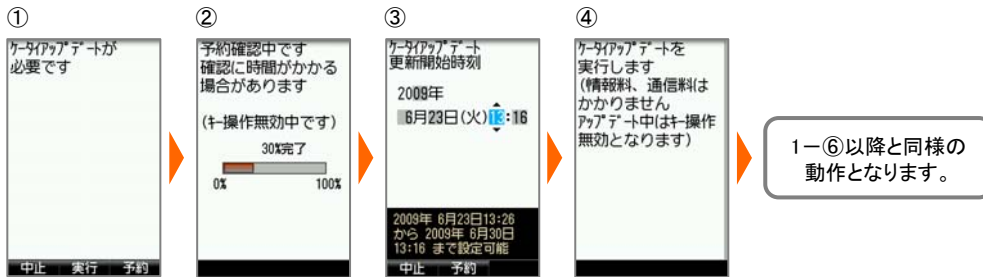 ①
ｹｰﾀｲｱｯﾌﾟﾃﾞｰﾄが
必要です
中止 実行 予約
②
予約確認中です
確認に時間がかかる
場合があります
(ｷｰ操作無効中です)
30%完了
0% 100%
③
ｹｰﾀｲｱｯﾌﾟﾃﾞｰﾄ
更新開始時刻
2009年
6月23日(火)13:16
2009年 6月23日13:26
から 2009年 6月30日
13:16 まで設定可能
中止 予約
④
ｹｰﾀｲｱｯﾌﾟﾃﾞｰﾄを
実行します
(情報料、通信料は
かかりません
ｱｯﾌﾟﾃﾞｰﾄ中はｷｰ操作
無効となります)
1－⑥以降と同様の
動作となります。